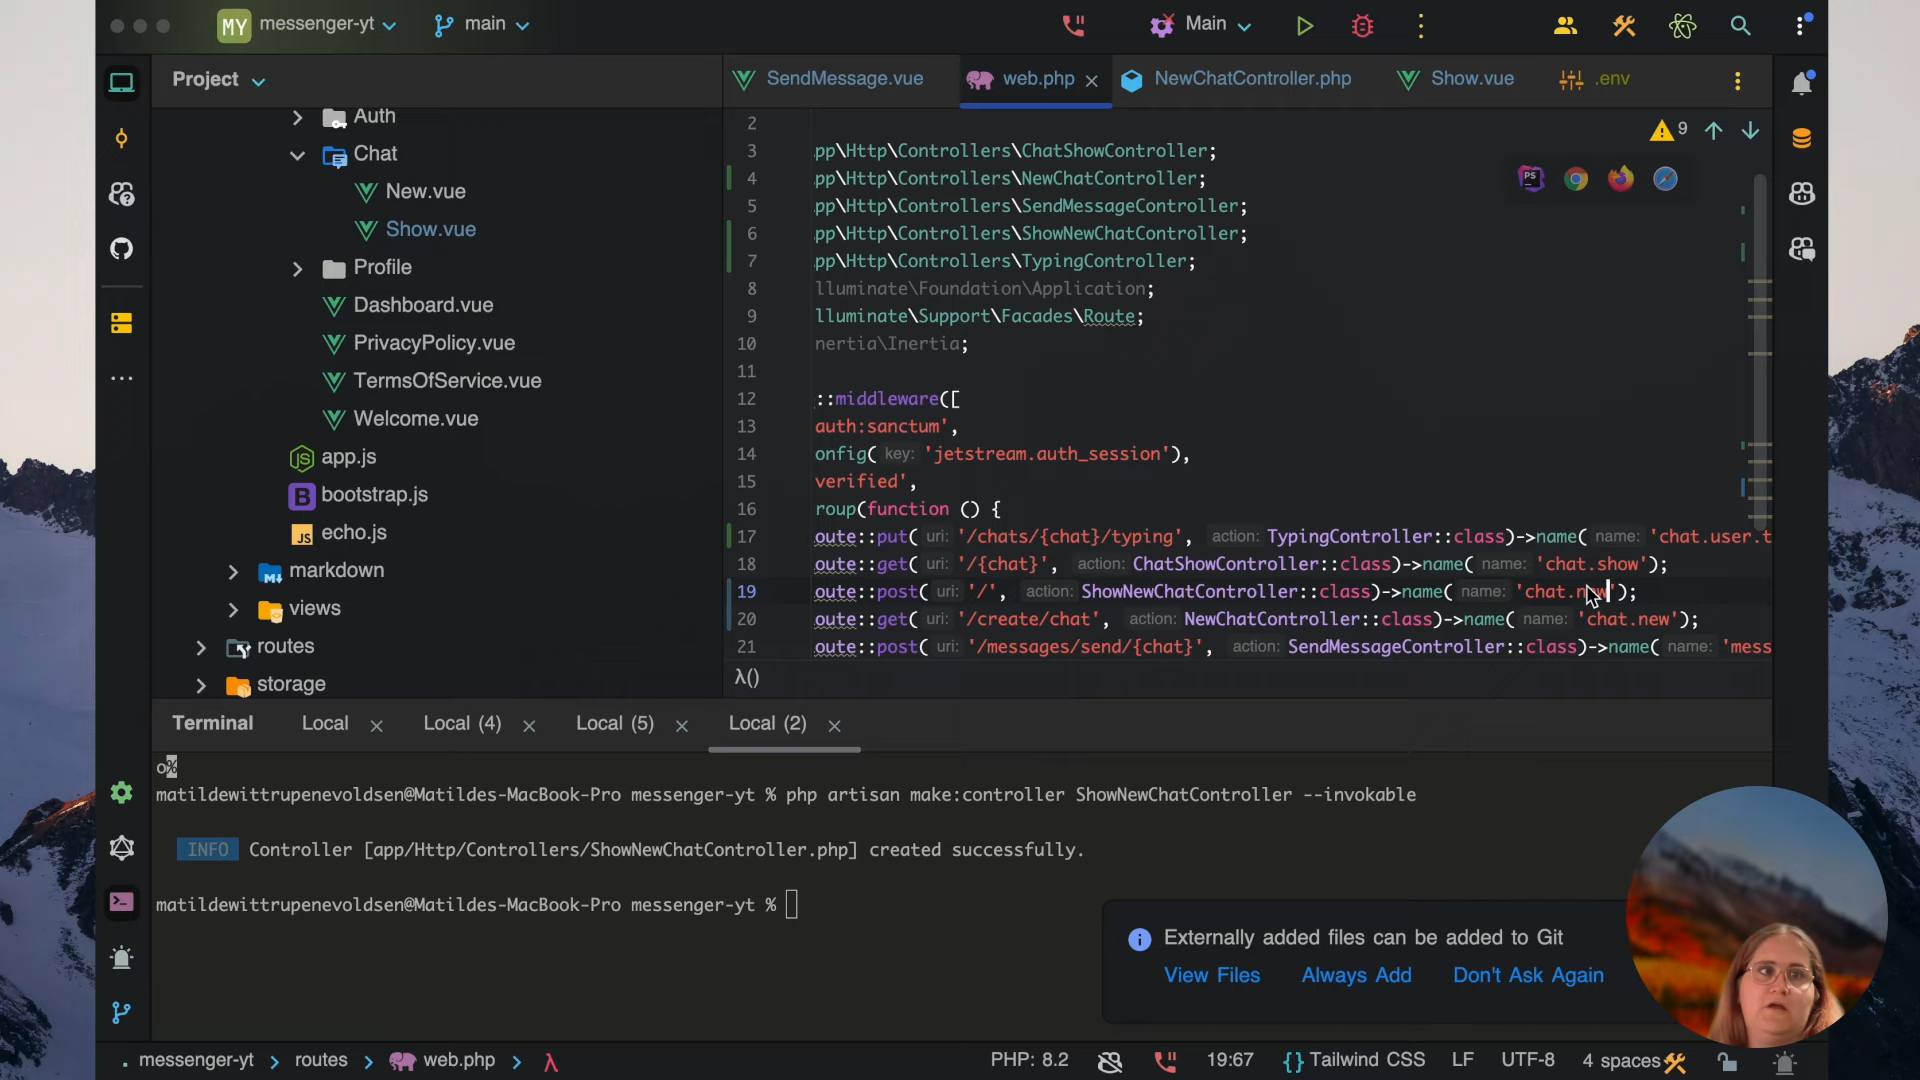 MY messenger-yt main Main
Project
SendMessage.vue web.php NewChatController.php Show.vue .env
Auth
Chat
New.vue
Show.vue
Profile
Dashboard.vue
PrivacyPolicy.vue
TermsOfService.vue
Welcome.vue
app.js
bootstrap.js
echo.js
markdown
views
routes
storage
9
2
3 pp\Http\Controllers\ChatShowController;
4 pp\Http\Controllers\NewChatController;
5 pp\Http\Controllers\SendMessageController;
6 pp\Http\Controllers\ShowNewChatController;
7 pp\Http\Controllers\TypingController;
8 lluminate\Foundation\Application;
9 lluminate\Support\Facades\Route;
10 nertia\Inertia;
11
12 ::middleware([
13 auth:sanctum',
14 onfig( key: 'jetstream.auth_session'),
15 verified',
16 roup(function () {
17 oute::put( uri: '/chats/{chat}/typing', action: TypingController::class)->name( name: 'chat.user.t
18 oute::get( uri: '/{chat}', action: ChatShowController::class)->name( name: 'chat.show');
19 oute::post( uri: '/', action: ShowNewChatController::class)->name( name: 'chat.new');
20 oute::get( uri: '/create/chat', action: NewChatController::class)->name( name: 'chat.new');
21 oute::post( uri: '/messages/send/{chat}', action: SendMessageController::class)->name( name: 'mess
λ()
Terminal Local Local (4) Local (5) Local (2)
o%
matildewittrupenevoldsen@Matildes-MacBook-Pro messenger-yt % php artisan make:controller ShowNewChatController --invokable
INFO Controller [app/Http/Controllers/ShowNewChatController.php] created successfully.
matildewittrupenevoldsen@Matildes-MacBook-Pro messenger-yt %
Externally added files can be added to Git
View Files Always Add Don't Ask Again
messenger-yt routes web.php λ PHP: 8.2 19:67 {} Tailwind CSS LF UTF-8 4 spaces